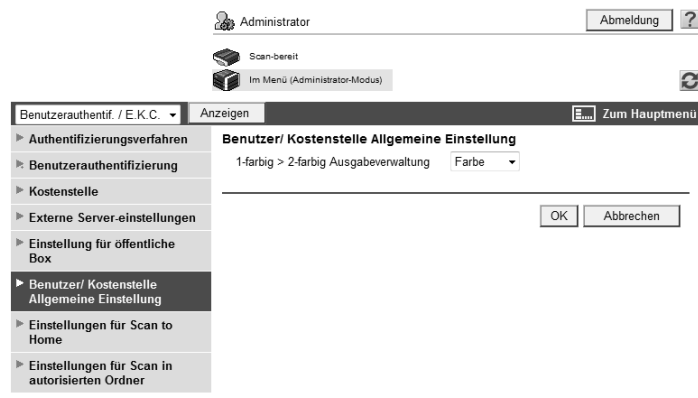 Administrator
Abmeldung
?
Scan-bereit
Im Menü (Administrator-Modus)
Benutzerauthentif. / E.K.C.
Anzeigen
Zum Hauptmenü
Authentifizierungsverfahren
Benutzerauthentifizierung
Kostenstelle
Externe Server-einstellungen
Einstellung für öffentliche
Box
Benutzer/ Kostenstelle
Allgemeine Einstellung
Einstellungen für Scan to
Home
Einstellungen für Scan in
autorisierten Ordner
Benutzer/ Kostenstelle Allgemeine Einstellung
1-farbig > 2-farbig Ausgabeverwaltung Farbe
OK Abbrechen